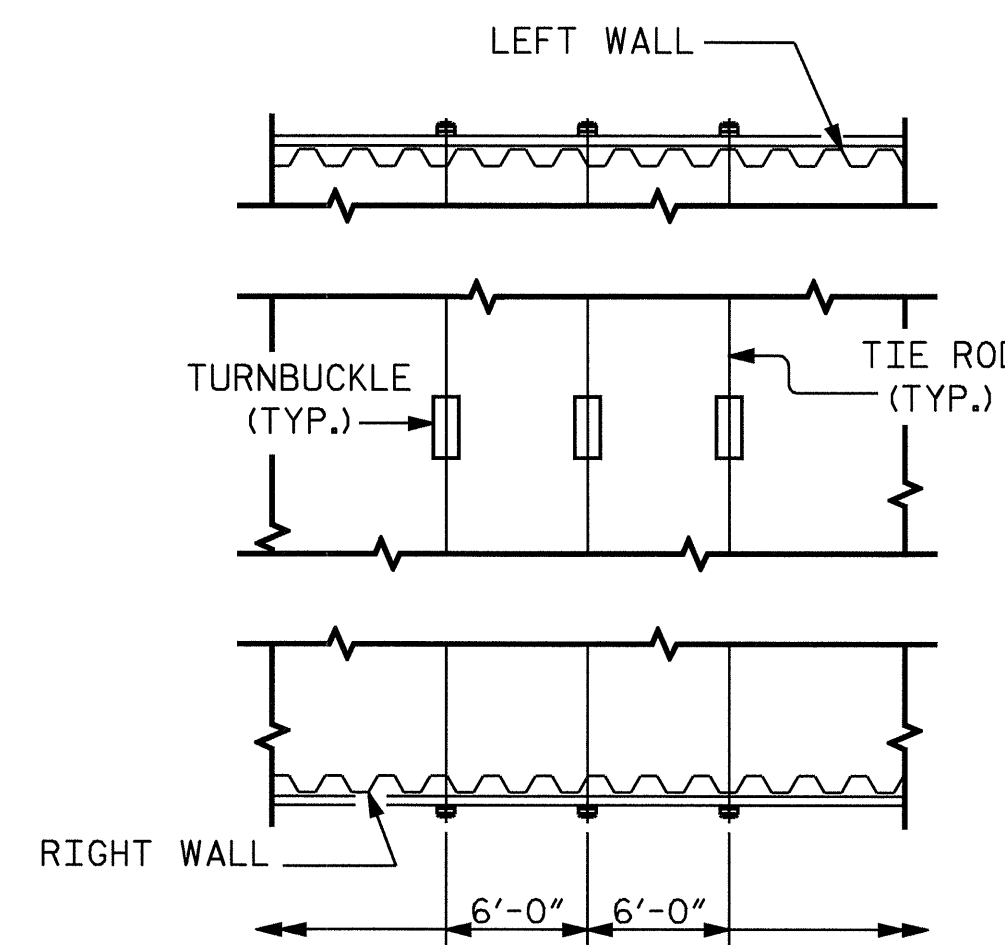 LEFT WALL
TURNBUCKLE
(TYP.)
TIE ROD
(TYP.)
RIGHT WALL
6'-0" 6'-0"